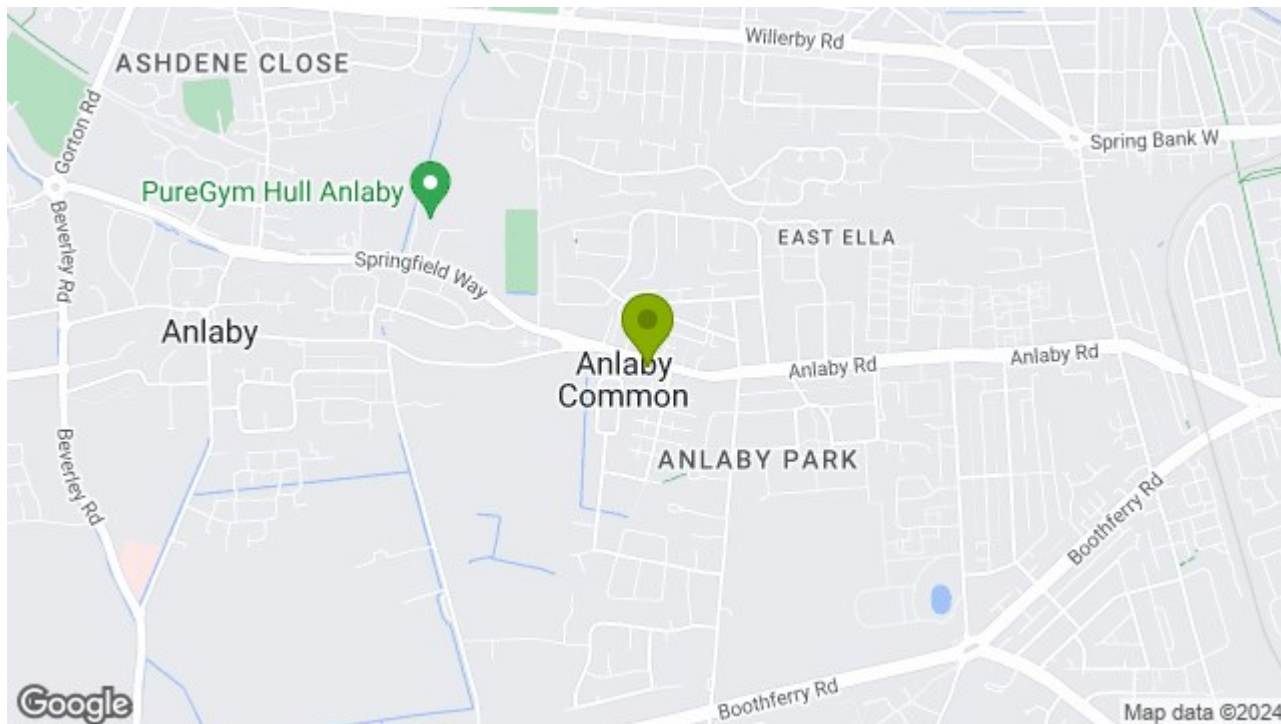 Willerby Rd
ASHDENE CLOSE
Gorton Rd
Spring Bank W
PureGym Hull Anlaby
Beverley Rd
EAST ELLA
Springfield Way
Anlaby
Anlaby
Common
Anlaby Rd
Anlaby Rd
ANLABY PARK
Beverley Rd
Boothferry Rd
Boothferry Rd
Google
Map data ©2024